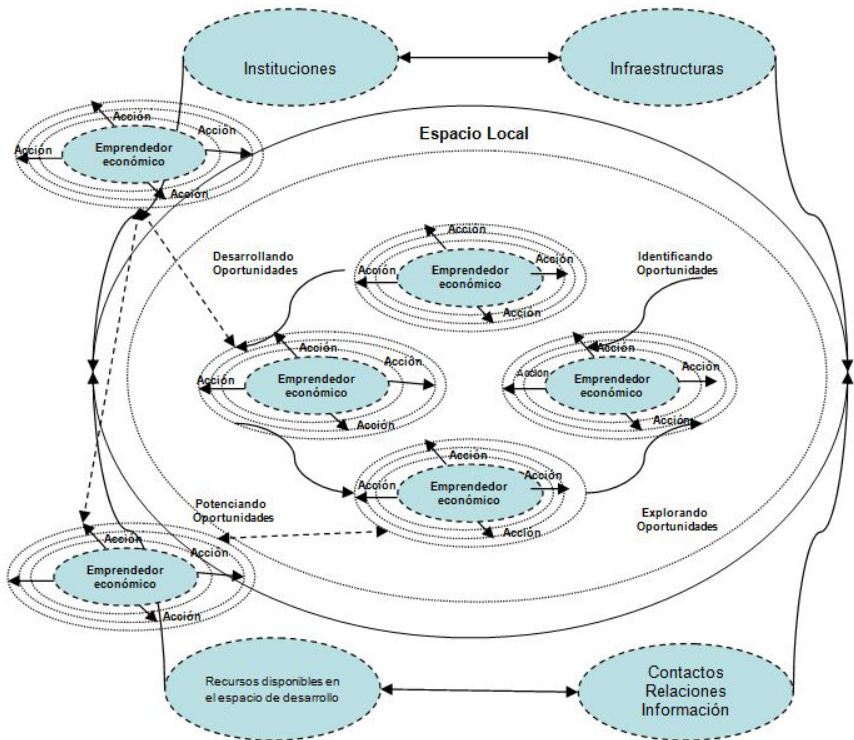 Instituciones
Infraestructuras
Espacio Local
Acción
Acción
Acción
Emprendedor
económico
Acción
Desarrollando
Oportunidades
Identificando
Oportunidades
Acción
Acción
Acción
Emprendedor
económico
Acción
Acción
Acción
Acción
Emprendedor
económico
Acción
Acción
Acción
Acción
Emprendedor
económico
Acción
Acción
Acción
Acción
Emprendedor
económico
Acción
Potenciando
Oportunidades
Explorando
Oportunidades
Acción
Acción
Emprendedor
económico
Acción
Recursos disponibles en
el espacio de desarrollo
Contactos
Relaciones
Información